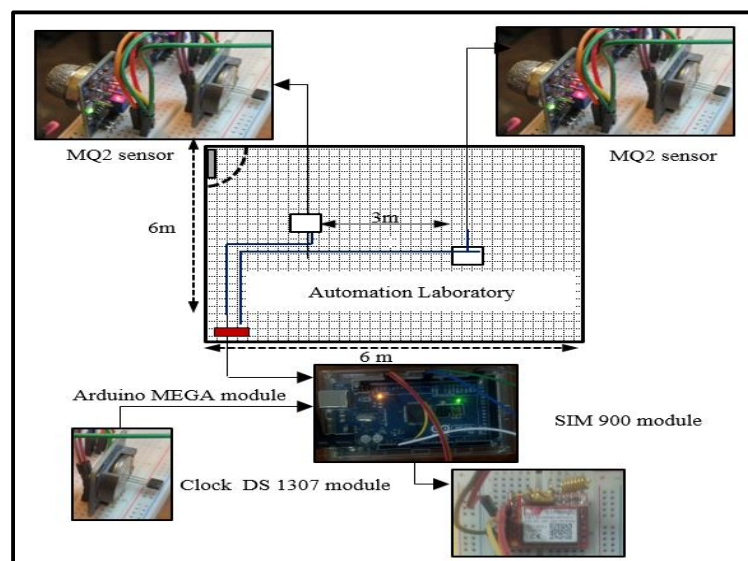 MQ2 sensor
MQ2 sensor
6m
3m
Automation Laboratory
6 m
Arduino MEGA module
SIM 900 module
Clock DS 1307 module